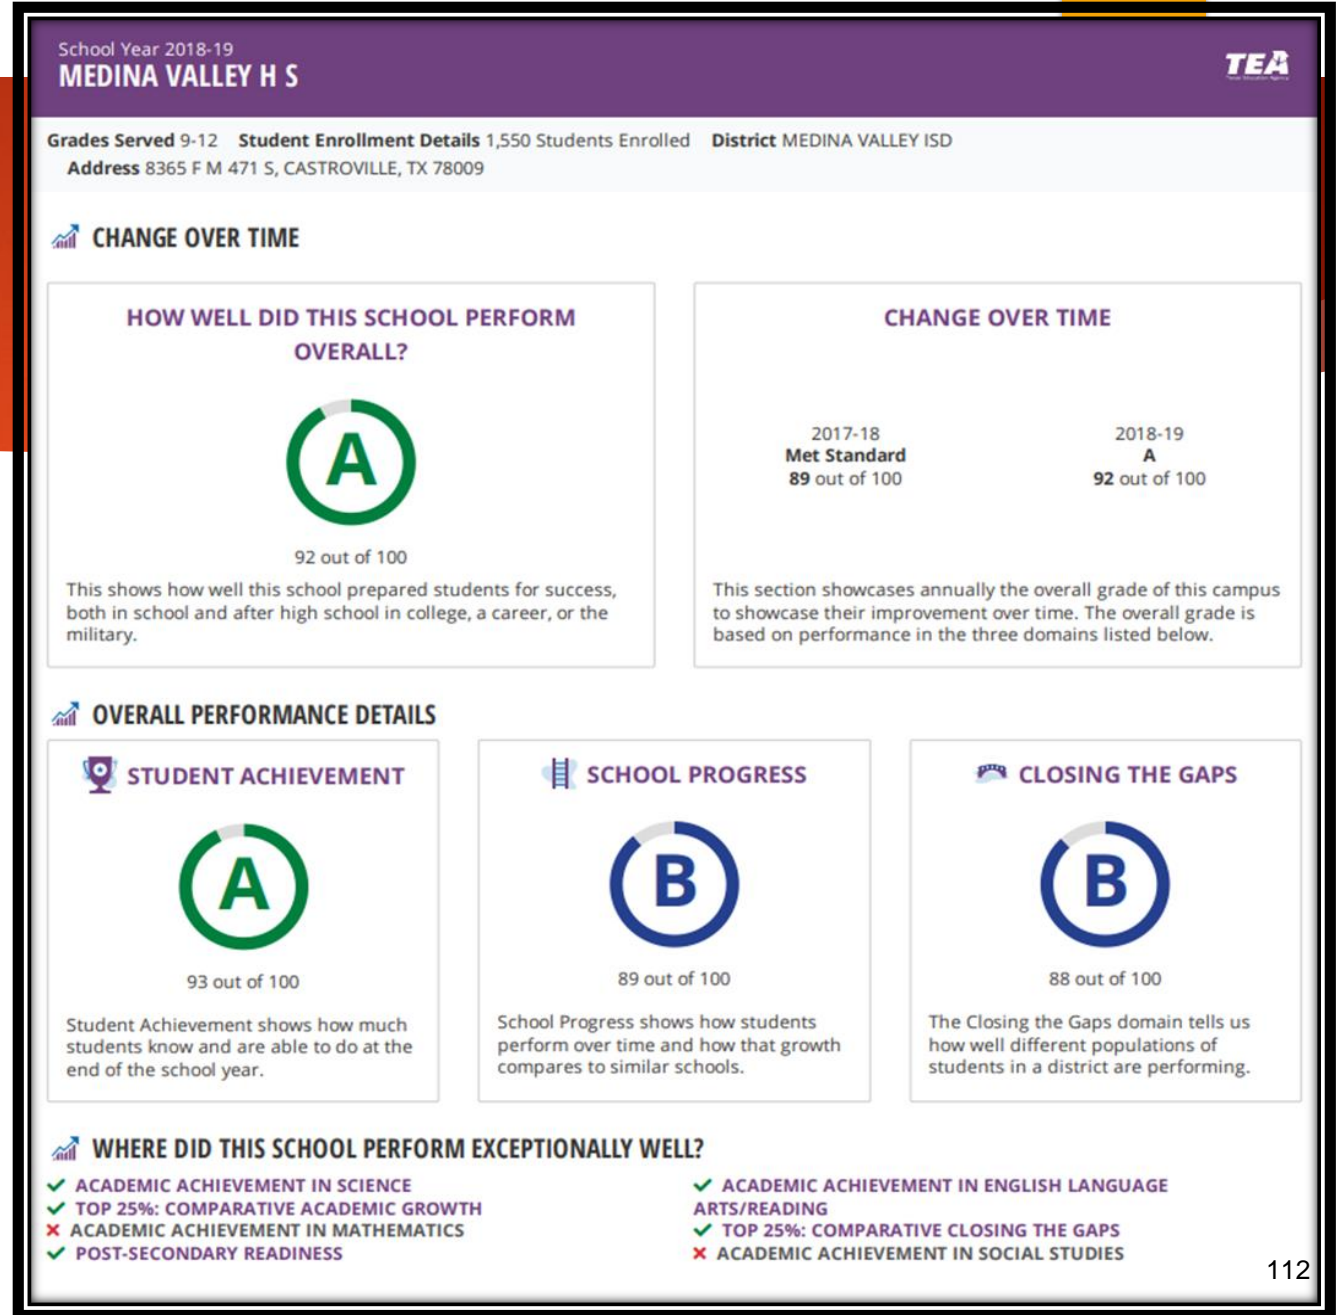 School Year 2018-19
MEDINA VALLEY H S
TEA
Grades Served 9-12 Student Enrollment Details 1,550 Students Enrolled District MEDINA VALLEY ISD
Address 8365 F M 471 S, CASTROVILLE, TX 78009
CHANGE OVER TIME
HOW WELL DID THIS SCHOOL PERFORM
OVERALL?
A
92 out of 100
This shows how well this school prepared students for success,
both in school and after high school in college, a career, or the
military.
CHANGE OVER TIME
2017-18
Met Standard
89 out of 100
2018-19
A
92 out of 100
This section showcases annually the overall grade of this campus
to showcase their improvement over time. The overall grade is
based on performance in the three domains listed below.
OVERALL PERFORMANCE DETAILS
STUDENT ACHIEVEMENT
A
93 out of 100
Student Achievement shows how much
students know and are able to do at the
end of the school year.
SCHOOL PROGRESS
B
89 out of 100
School Progress shows how students
perform over time and how that growth
compares to similar schools.
CLOSING THE GAPS
B
88 out of 100
The Closing the Gaps domain tells us
how well different populations of
students in a district are performing.
WHERE DID THIS SCHOOL PERFORM EXCEPTIONALLY WELL?
✓ ACADEMIC ACHIEVEMENT IN SCIENCE
✓ TOP 25%: COMPARATIVE ACADEMIC GROWTH
✗ ACADEMIC ACHIEVEMENT IN MATHEMATICS
✓ POST-SECONDARY READINESS
✓ ACADEMIC ACHIEVEMENT IN ENGLISH LANGUAGE
ARTS/READING
✓ TOP 25%: COMPARATIVE CLOSING THE GAPS
✗ ACADEMIC ACHIEVEMENT IN SOCIAL STUDIES
112